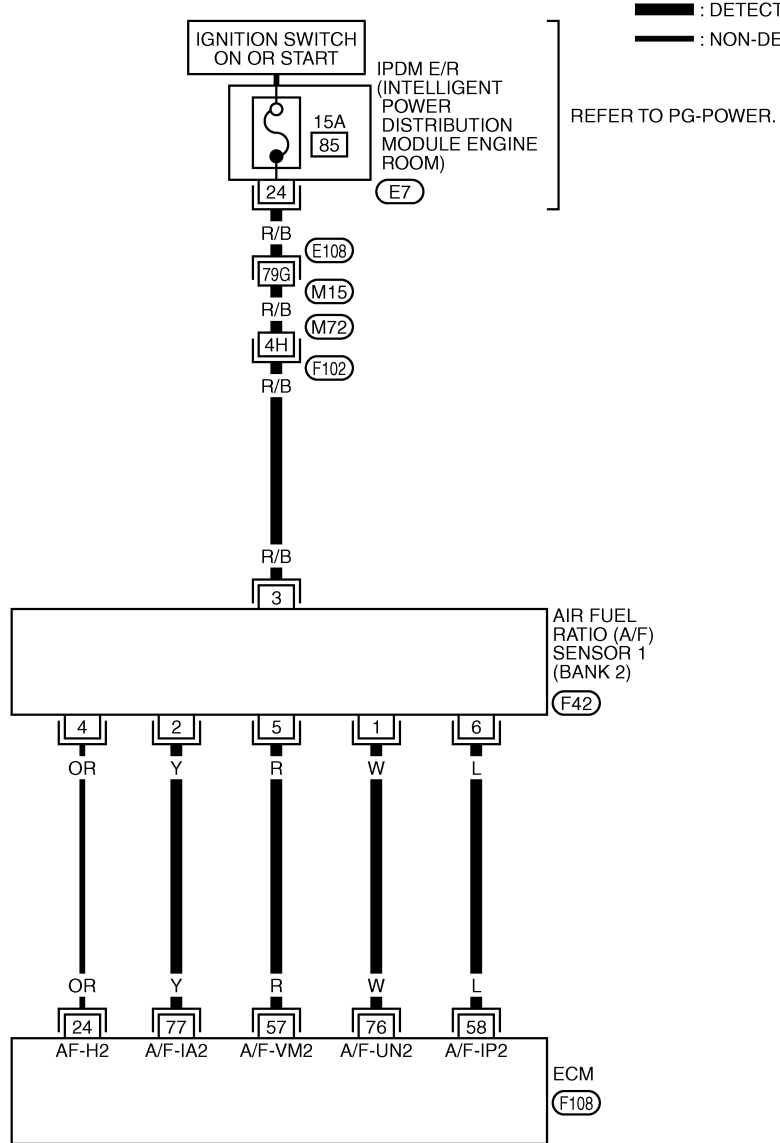 : DETECT
: NON-DE
IGNITION SWITCH
ON OR START
IPDM E/R
(INTELLIGENT
POWER
DISTRIBUTION
MODULE ENGINE
ROOM)
REFER TO PG-POWER.
15A
85
24
E7
R/B
E108
79G
M15
R/B
M72
4H
F102
R/B
R/B
3
AIR FUEL
RATIO (A/F)
SENSOR 1
(BANK 2)
F42
4 2 5 1 6
OR Y R W L
OR Y R W L
24 77 57 76 58
AF-H2 A/F-IA2 A/F-VM2 A/F-UN2 A/F-IP2
ECM
F108